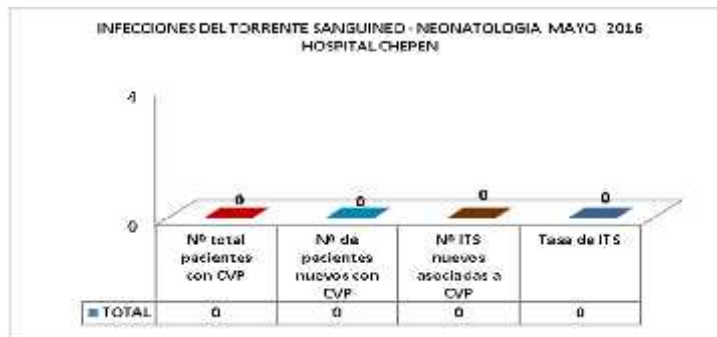 INFECCIONES DEL TORRENTE SANGUINEO - NEONATOLOGIA MAYO 2016
HOSPITAL CHEPEN
4
0
0 0 0 0
Nº total pacientes con CVP
Nº de pacientes nuevos con CVP
Nº ITS nuevos asociadas a CVP
Tasa de ITS
TOTAL 0 0 0 0